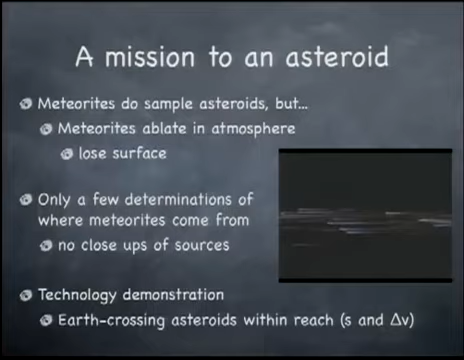 A mission to an asteroid
Meteorites do sample asteroids, but...
Meteorites ablate in atmosphere
lose surface
Only a few determinations of
where meteorites come from
no close ups of sources
Technology demonstration
Earth-crossing asteroids within reach (s and Δv)